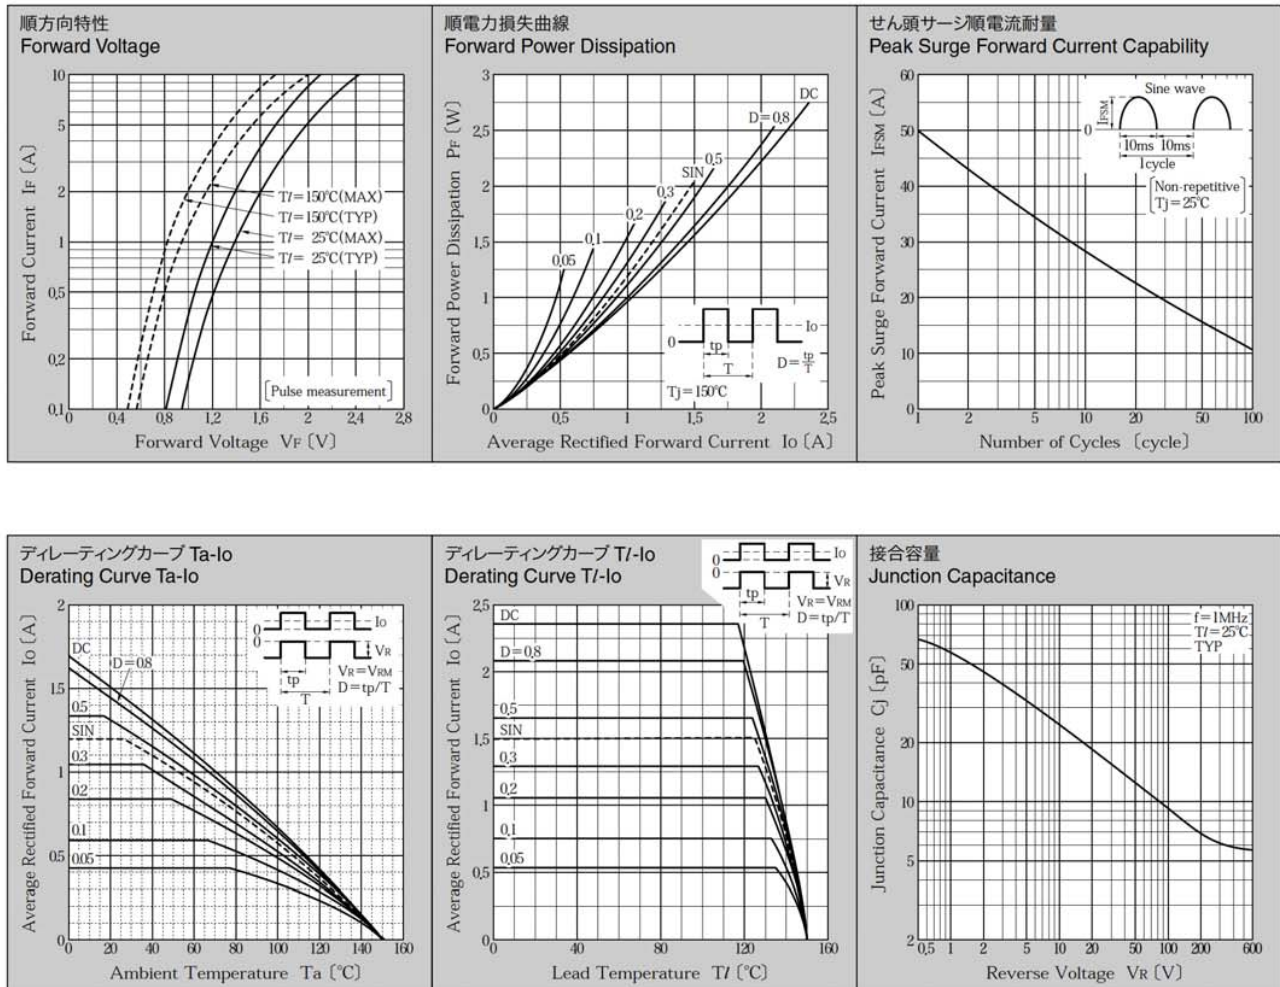 順方向特性
Forward Voltage
10
5
2
1
0,5
0,2
0,1
0
0,4
0,8
1,2
1,6
2
2,4
2,8
Tl=150℃(MAX)
Tl=150℃(TYP)
Tl= 25℃(MAX)
Tl= 25℃(TYP)
[Pulse measurement]
Forward Current IF [A]
Forward Voltage VF [V]
順電力損失曲線
Forward Power Dissipation
3
2,5
2
1,5
1
0,5
0
0
0,5
1
1,5
2
2,5
DC
D=0,8
0,5
SIN
0,3
0,2
0,1
0,05
0
Io
tp
T
D=tp/T
Tj=150℃
Forward Power Dissipation PF [W]
Average Rectified Forward Current Io [A]
せん頭サージ順電流耐量
Peak Surge Forward Current Capability
60
50
40
30
20
10
0
1
2
5
10
20
50
100
Sine wave
IFSM
0
10ms 10ms
1cycle
[Non-repetitive
Tj=25℃]
Peak Surge Forward Current IFSM [A]
Number of Cycles [cycle]
ディレーティングカーブ Ta-Io
Derating Curve Ta-Io
2
1,5
1
0,5
0
0
20
40
60
80
100
120
140
160
DC
D=0,8
0,5
SIN
0,3
0,2
0,1
0,05
0
Io
0
VR
tp
T
VR=VRM
D=tp/T
Average Rectified Forward Current Io [A]
Ambient Temperature Ta [℃]
ディレーティングカーブ Tl-Io
Derating Curve Tl-Io
2,5
2
1,5
1
0,5
0
0
40
80
120
160
DC
D=0,8
0,5
SIN
0,3
0,2
0,1
0,05
0
Io
0
VR
tp
T
VR=VRM
D=tp/T
Average Rectified Forward Current Io [A]
Lead Temperature Tl [℃]
接合容量
Junction Capacitance
100
50
20
10
5
2
0,5
1
2
5
10
20
50
100
200
600
f=1MHz
Tl=25℃
TYP
Junction Capacitance Cj [pF]
Reverse Voltage VR [V]